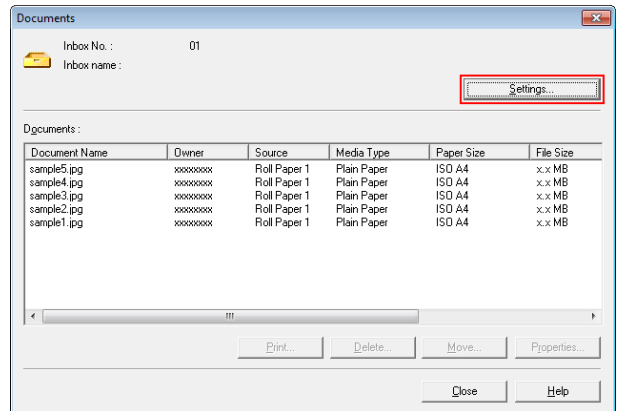 Documents
Inbox No. : 01
Inbox name :
Settings...
Documents :
Document Name Owner Source Media Type Paper Size File Size
sample5.jpg xxxxxxxx Roll Paper 1 Plain Paper ISO A4 x.x MB
sample4.jpg xxxxxxxx Roll Paper 1 Plain Paper ISO A4 x.x MB
sample3.jpg xxxxxxxx Roll Paper 1 Plain Paper ISO A4 x.x MB
sample2.jpg xxxxxxxx Roll Paper 1 Plain Paper ISO A4 x.x MB
sample1.jpg xxxxxxxx Roll Paper 1 Plain Paper ISO A4 x.x MB
Print... Delete... Move... Properties...
Close Help